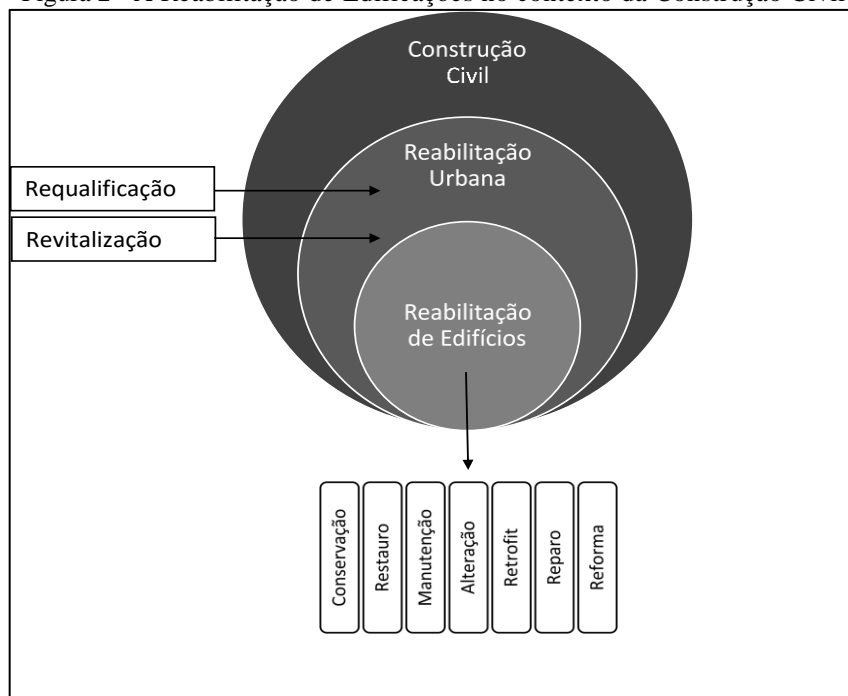 Figura 2 - A Reabilitação de Edificações no contexto da Construção Civil
Construção
Civil
Reabilitação
Urbana
Requalificação
Revitalização
Reabilitação
de Edifícios
Conservação
Restauro
Manutenção
Alteração
Retrofit
Reparo
Reforma